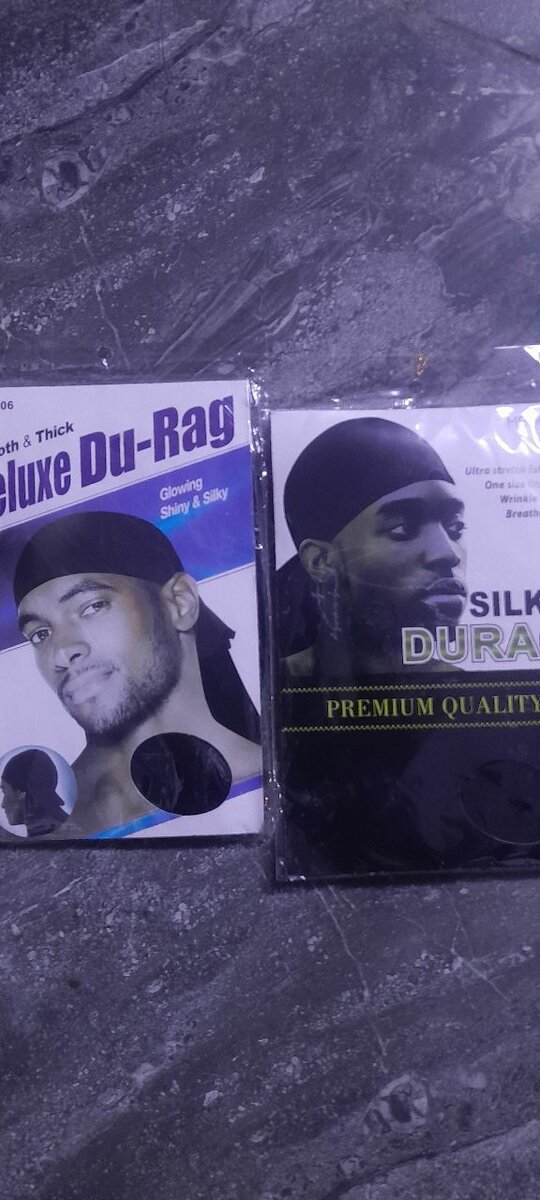 06
oth & Thick
eluxe Du-Rag
Glowing
Shiny & Silky
Ultra stretch
One size
Wrinkle
Breath
SILK
DURA
PREMIUM QUALITY